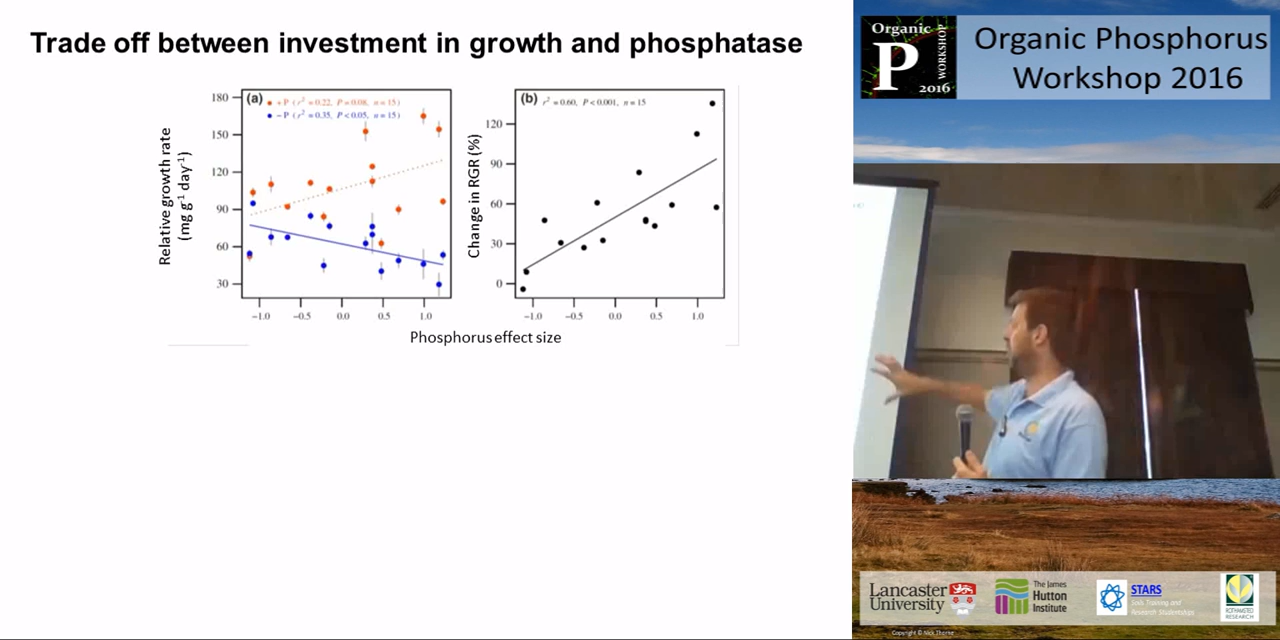 Trade off between investment in growth and phosphatase
(a)
+ P ( r² = 0.22, P = 0.08, n = 15 )
− P ( r² = 0.35, P < 0.05, n = 15 )
180
150
120
90
60
30
Relative growth rate
(mg g⁻¹ day⁻¹)
−1.0 −0.5 0.0 0.5 1.0
(b) r² = 0.60, P < 0.001, n = 15
120
90
60
30
0
Change in RGR (%)
−1.0 −0.5 0.0 0.5 1.0
Phosphorus effect size
Organic
P
WORKSHOP
2016
Organic Phosphorus
Workshop 2016
Lancaster
University
The James
Hutton
Institute
STARS
Soils Training and
Research Studentships
ROTHAMSTED
RESEARCH
Copyright © Nick Thorne